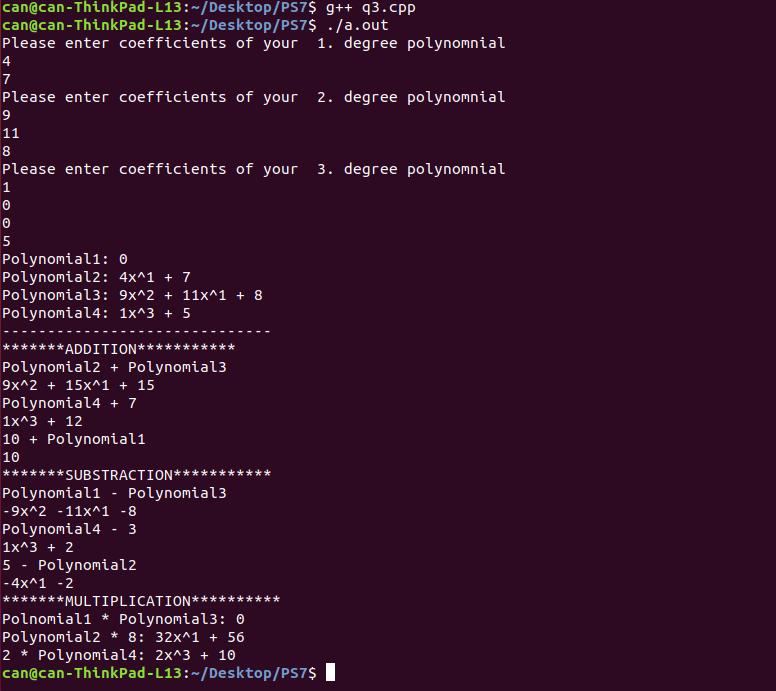 can@can-ThinkPad-L13:~/Desktop/PS7$ g++ q3.cpp
can@can-ThinkPad-L13:~/Desktop/PS7$ ./a.out
Please enter coefficients of your  1. degree polynomnial
4
7
Please enter coefficients of your  2. degree polynomnial
9
11
8
Please enter coefficients of your  3. degree polynomnial
1
0
0
5
Polynomial1: 0
Polynomial2: 4x^1 + 7
Polynomial3: 9x^2 + 11x^1 + 8
Polynomial4: 1x^3 + 5
------------------------------
*******ADDITION***********
Polynomial2 + Polynomial3
9x^2 + 15x^1 + 15
Polynomial4 + 7
1x^3 + 12
10 + Polynomial1
10
*******SUBSTRACTION***********
Polynomial1 - Polynomial3
-9x^2 -11x^1 -8
Polynomial4 - 3
1x^3 + 2
5 - Polynomial2
-4x^1 -2
*******MULTIPLICATION**********
Polnomial1 * Polynomial3: 0
Polynomial2 * 8: 32x^1 + 56
2 * Polynomial4: 2x^3 + 10
can@can-ThinkPad-L13:~/Desktop/PS7$